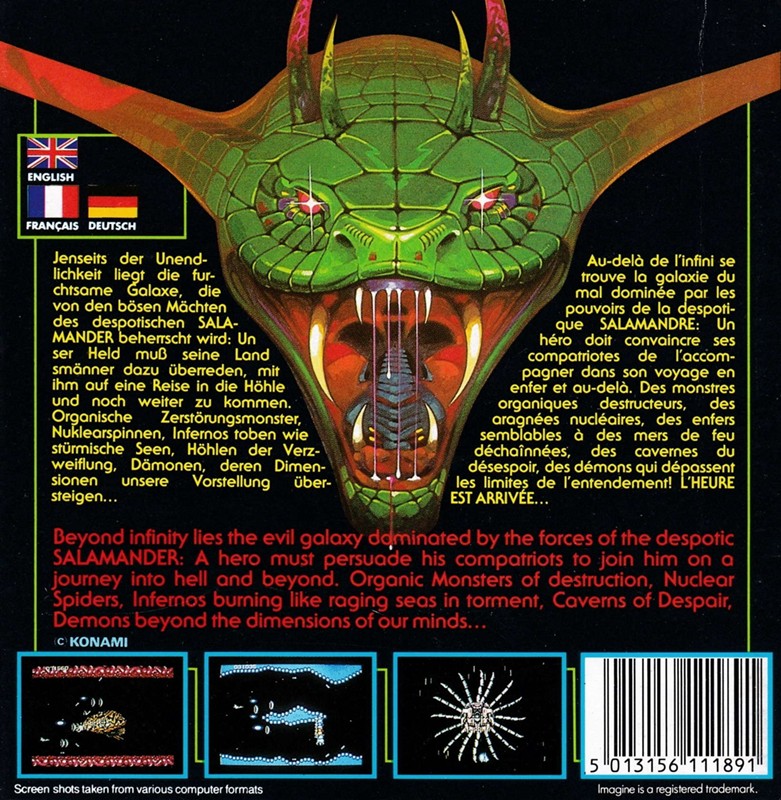 ENGLISH
FRANÇAIS DEUTSCH
Jenseits der Unend-
lichkeit liegt die fur-
chtsame Galaxe, die
von den bösen Mächten
des despotischen SALA-
MANDER beherrscht wird: Un
ser Held muß seine Land
smänner dazu überreden, mit
ihm auf eine Reise in die Höhle
und noch weiter zu kommen.
Organische Zerstörungsmonster,
Nuklearspinnen, Infernos toben wie
stürmische Seen, Höhlen der Verz-
weiflung, Dämonen, deren Dimen-
sionen unsere Vorstellung über-
steigen...
Au-delà de l'infini se
trouve la galaxie du
mal dominée par les
pouvoirs de la despoti-
que SALAMANDRE: Un
héro doit convaincre ses
compatriotes de l'accom-
pagner dans son voyage en
enfer et au-delà. Des monstres
organiques destructeurs, des
aragnées nucléaires, des enfers
semblables à des mers de feu
déchaînnées, des cavernes du
désespoir, des démons qui dépassent
les limites de l'entendement! L'HEURE
EST ARRIVÉE...
Beyond infinity lies the evil galaxy dominated by the forces of the despotic
SALAMANDER: A hero must persuade his compatriots to join him on a
journey into hell and beyond. Organic Monsters of destruction, Nuclear
Spiders, Infernos burning like raging seas in torment, Caverns of Despair,
Demons beyond the dimensions of our minds...
© KONAMI
5 013156 111891
Screen shots taken from various computer formats
Imagine is a registered trademark.